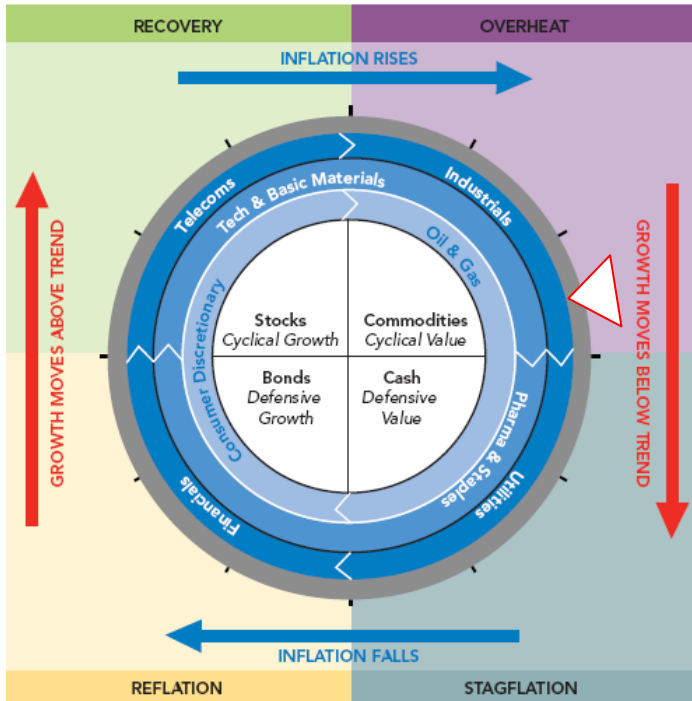 RECOVERY
OVERHEAT
INFLATION RISES
GROWTH MOVES ABOVE TREND
GROWTH MOVES BELOW TREND
Telecoms
Tech & Basic Materials
Industrials
Oil & Gas
Consumer Discretionary
Stocks
Cyclical Growth
Commodities
Cyclical Value
Bonds
Defensive
Growth
Cash
Defensive
Value
Pharma & Staples
Utilities
Financials
INFLATION FALLS
REFLATION
STAGFLATION